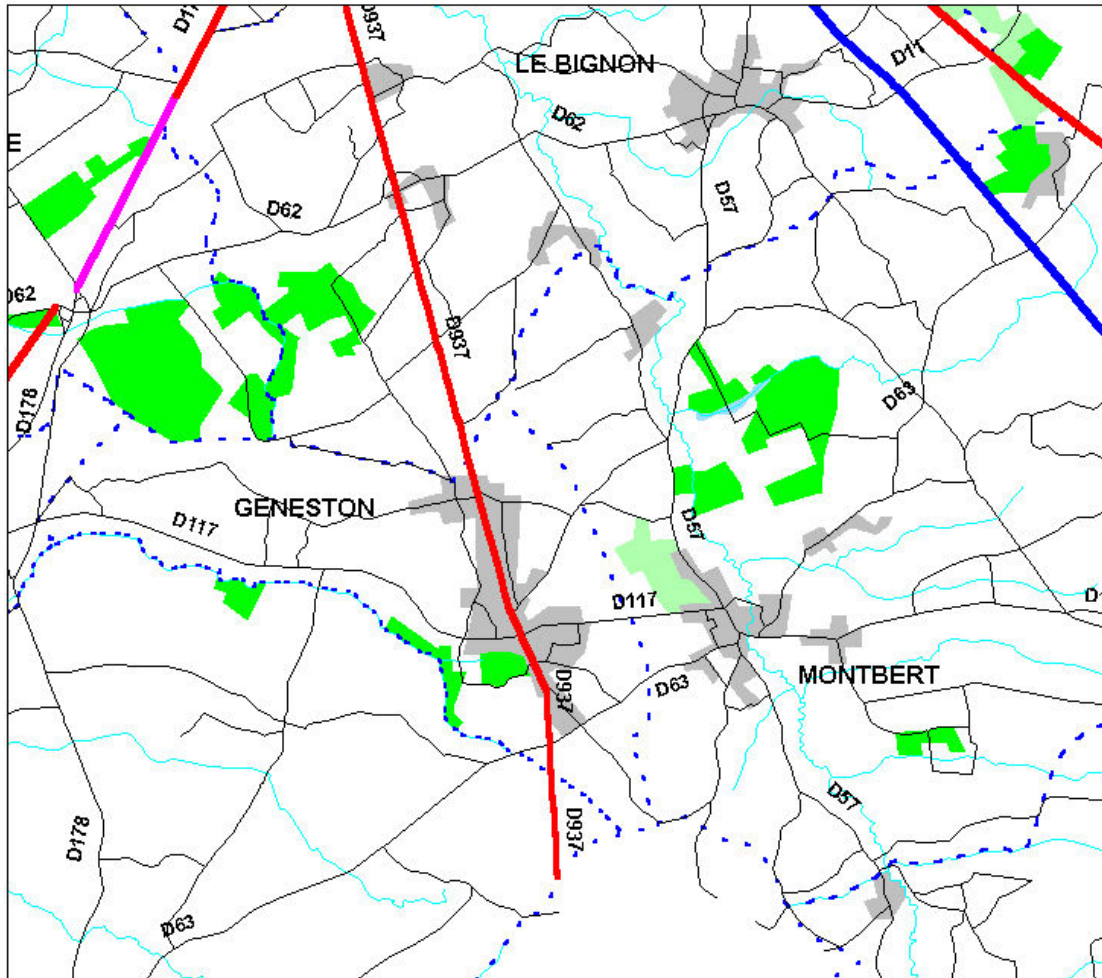 D937
D11
LE BIGNON
D62
E
D57
D62
D62
D937
D63
D178
GENESTON
D117
D57
D117
D63
D937
MONTBERT
D57
D937
D178
D63